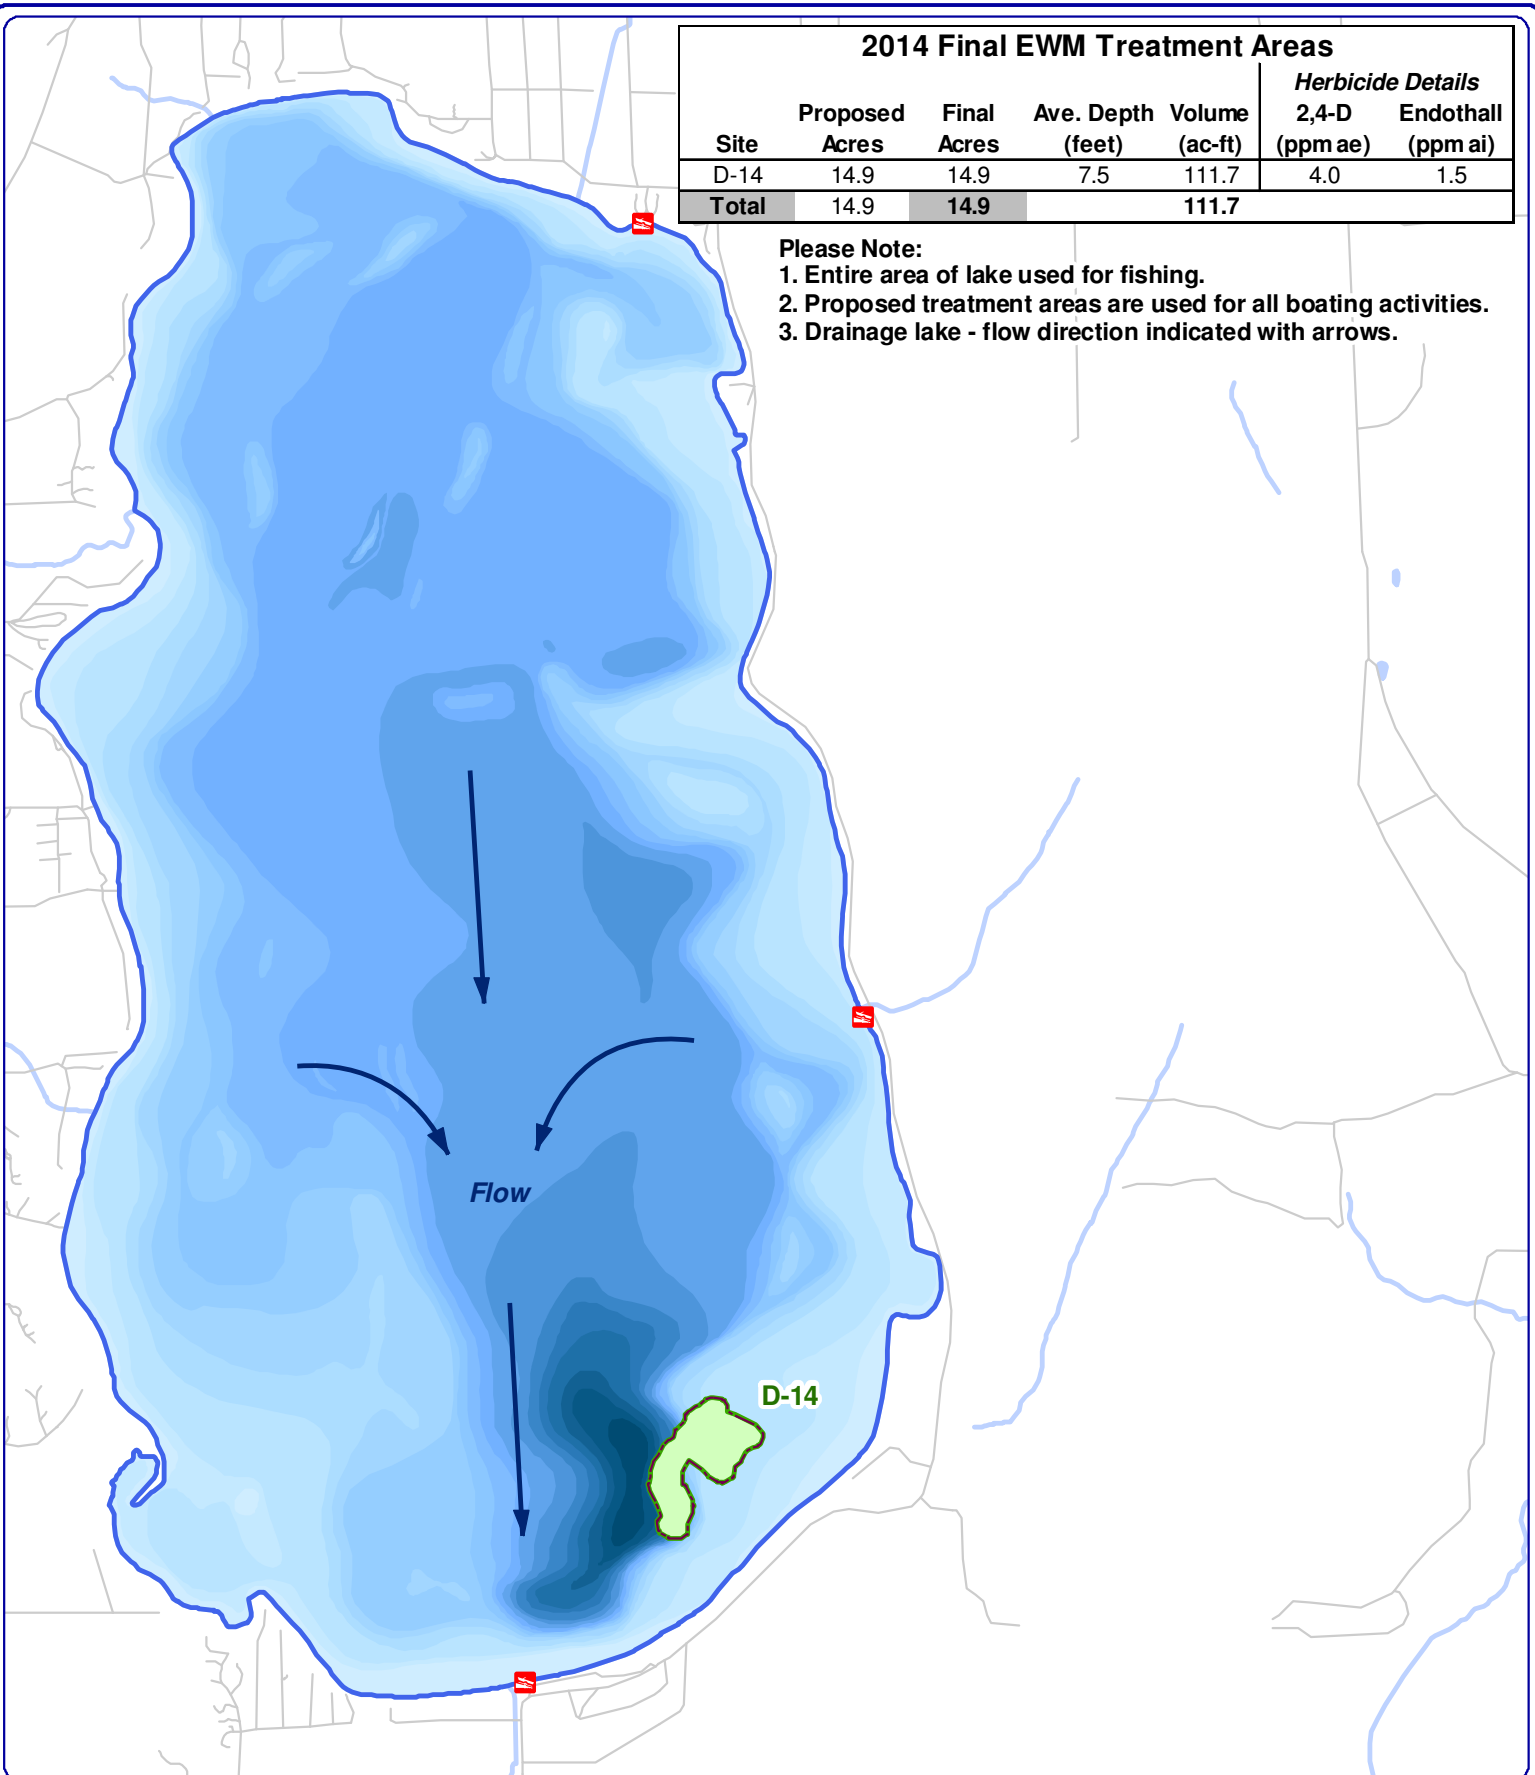 2014 Final EWM Treatment Areas
Herbicide Details
Proposed Final Ave. Depth Volume 2,4-D Endothall
Site Acres Acres (feet) (ac-ft) (ppm ae) (ppm ai)
D-14 14.9 14.9 7.5 111.7 4.0 1.5
Total 14.9 14.9 111.7
Please Note:
1. Entire area of lake used for fishing.
2. Proposed treatment areas are used for all boating activities.
3. Drainage lake - flow direction indicated with arrows.
Flow
D-14